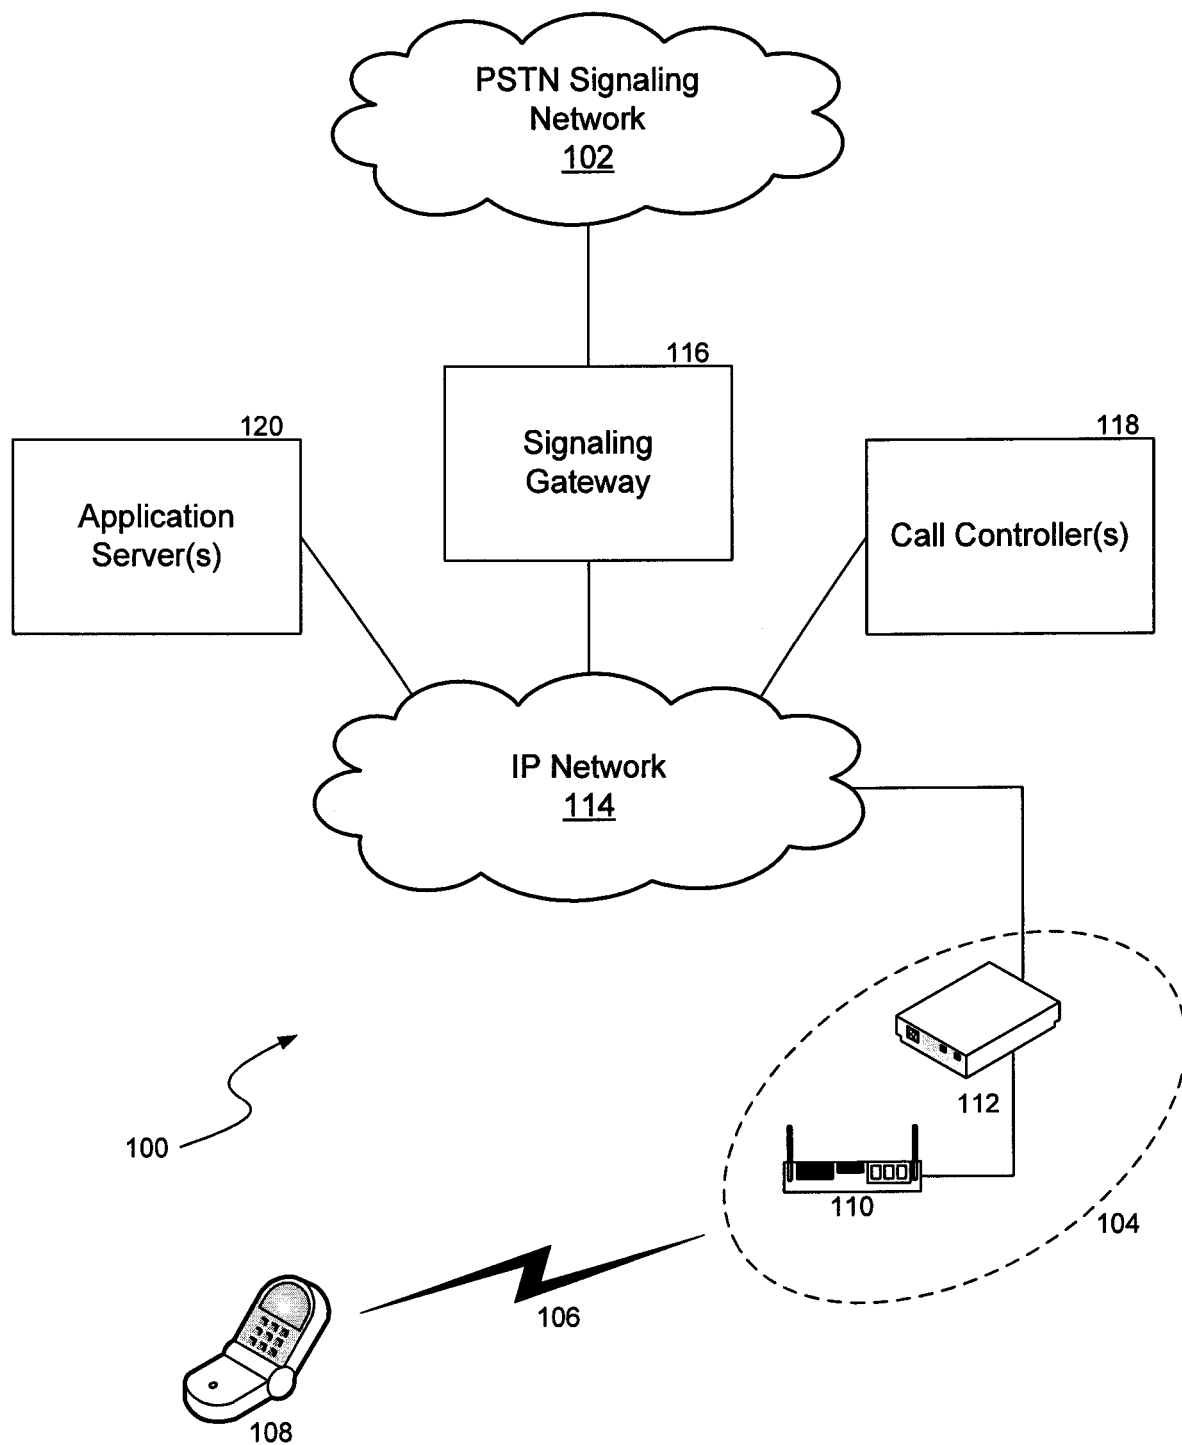 PSTN Signaling
Network
102
116
Signaling
Gateway
120
Application
Server(s)
118
Call Controller(s)
IP Network
114
112
100
110
104
106
108